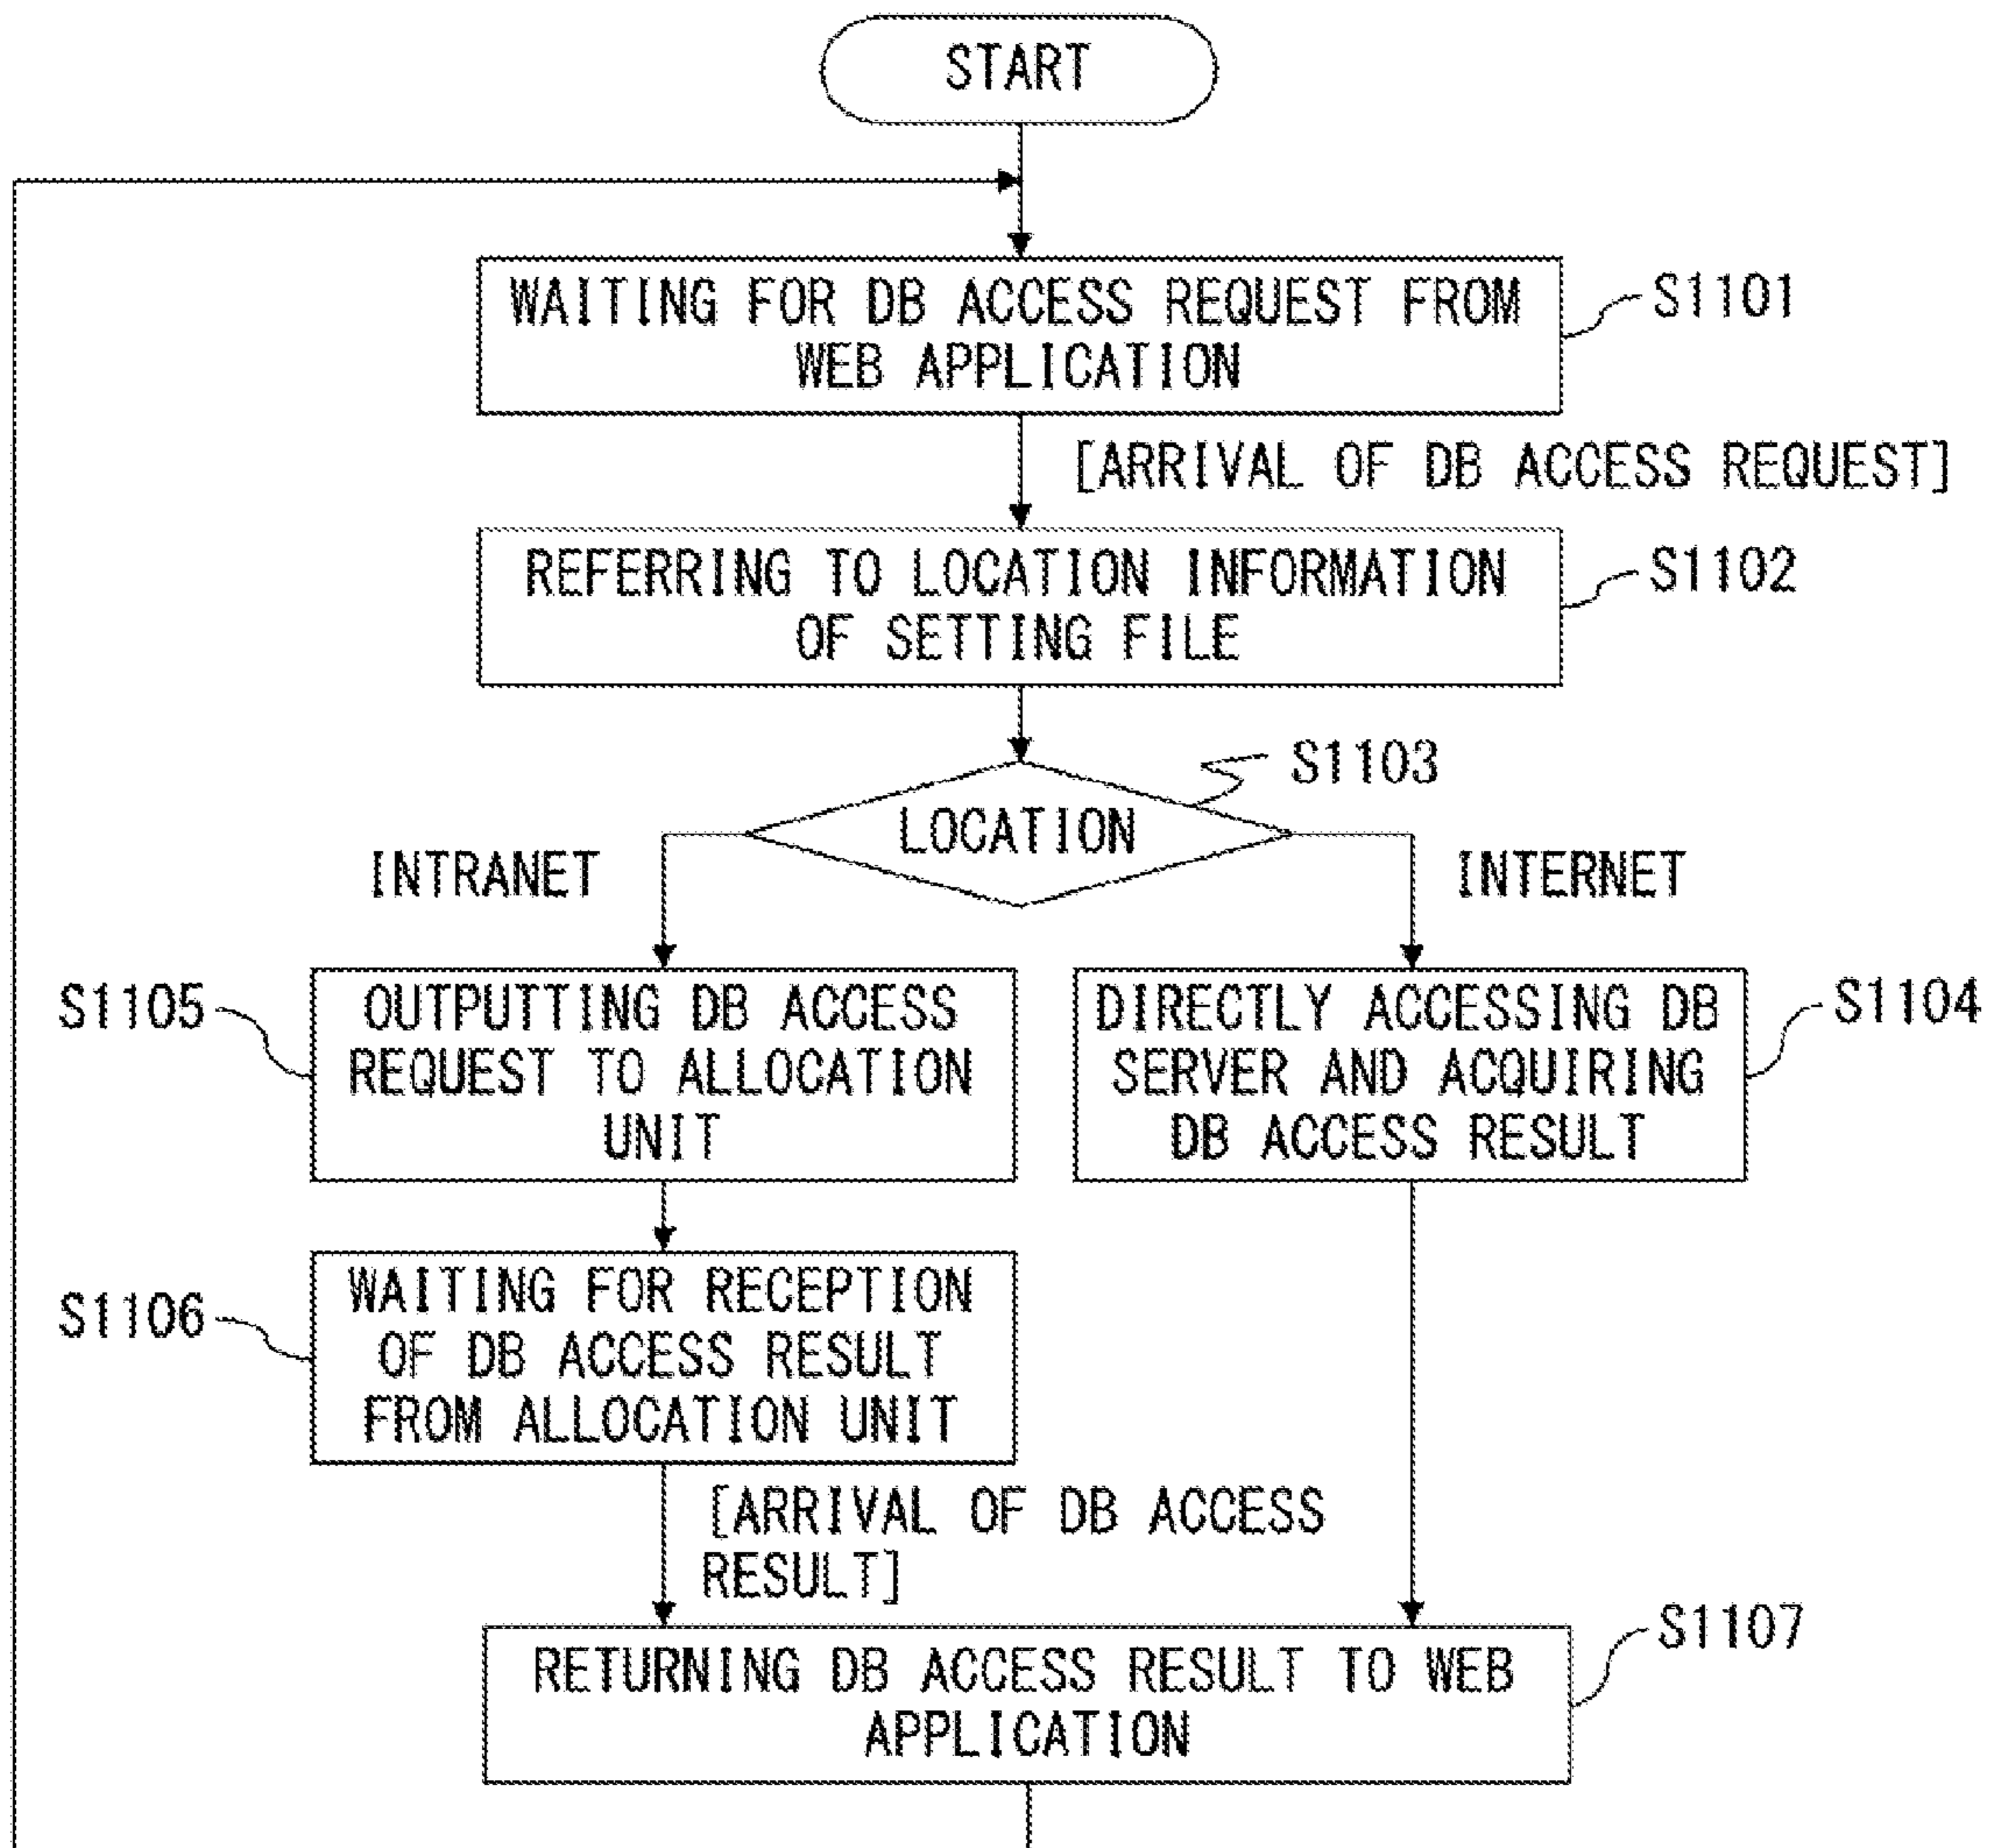 START
WAITING FOR DB ACCESS REQUEST FROM
WEB APPLICATION
S1101
[ARRIVAL OF DB ACCESS REQUEST]
REFERRING TO LOCATION INFORMATION
OF SETTING FILE
S1102
S1103
LOCATION
INTRANET
INTERNET
S1105
OUTPUTTING DB ACCESS
REQUEST TO ALLOCATION
UNIT
DIRECTLY ACCESSING DB
SERVER AND ACQUIRING
DB ACCESS RESULT
S1104
S1106
WAITING FOR RECEPTION
OF DB ACCESS RESULT
FROM ALLOCATION UNIT
[ARRIVAL OF DB ACCESS
RESULT]
RETURNING DB ACCESS RESULT TO WEB
APPLICATION
S1107